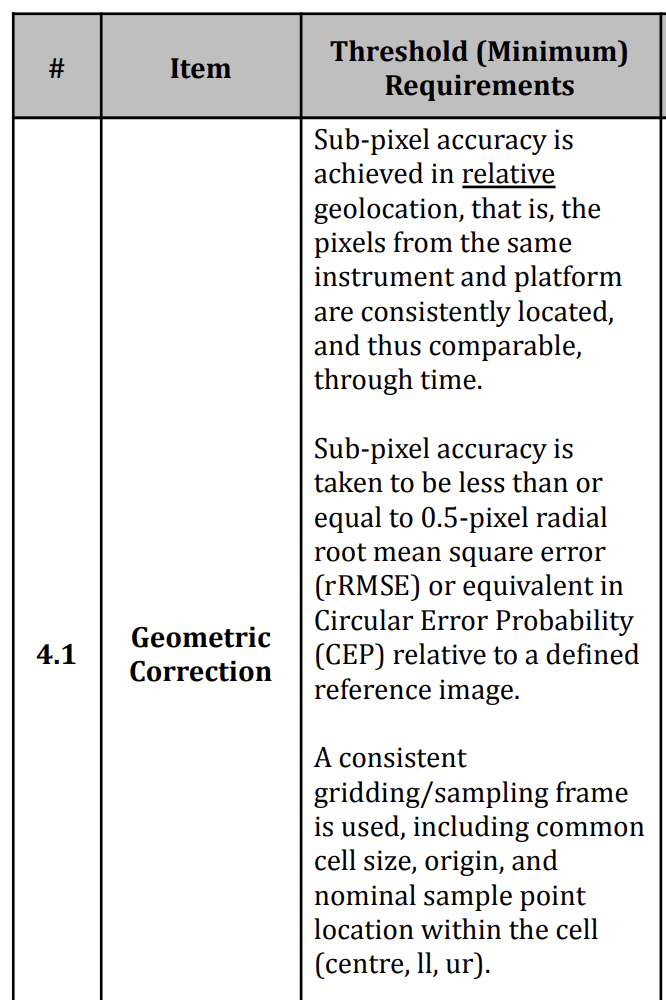 #
Item
Threshold (Minimum)
Requirements
4.1
Geometric
Correction
Sub-pixel accuracy is
achieved in relative
geolocation, that is, the
pixels from the same
instrument and platform
are consistently located,
and thus comparable,
through time.
Sub-pixel accuracy is
taken to be less than or
equal to 0.5-pixel radial
root mean square error
(rRMSE) or equivalent in
Circular Error Probability
(CEP) relative to a defined
reference image.
A consistent
gridding/sampling frame
is used, including common
cell size, origin, and
nominal sample point
location within the cell
(centre, ll, ur).